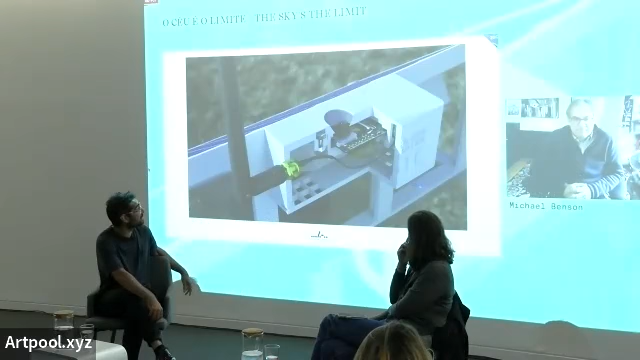 O CÉU É O LIMITE THE SKY'S THE LIMIT
Michael Benson
Artpool.xyz